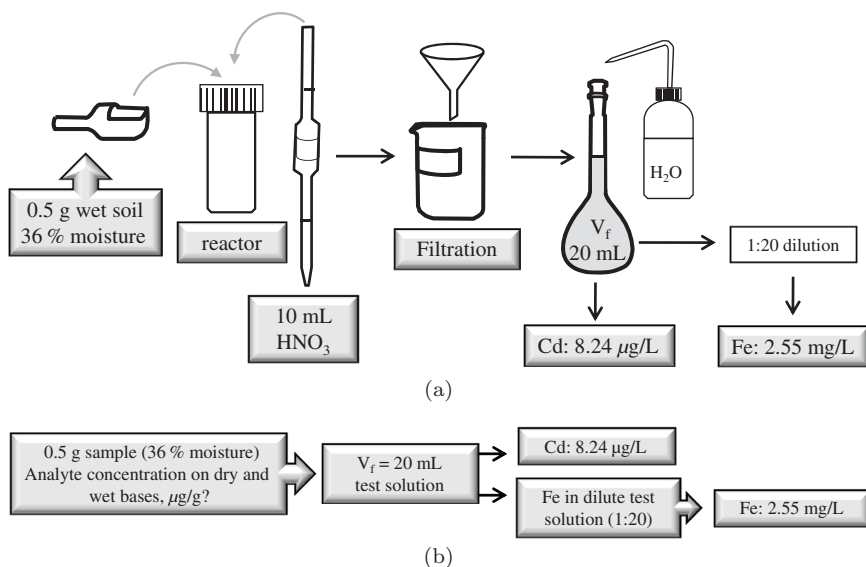 H₂O
0.5 g wet soil
36 % moisture
reactor
Filtration
V_f
20 mL
1:20 dilution
10 mL
HNO₃
Cd: 8.24 µg/L
Fe: 2.55 mg/L
(a)
0.5 g sample (36 % moisture)
Analyte concentration on dry and
wet bases, µg/g?
V_f = 20 mL
test solution
Cd: 8.24 µg/L
Fe in dilute test
solution (1:20)
Fe: 2.55 mg/L
(b)